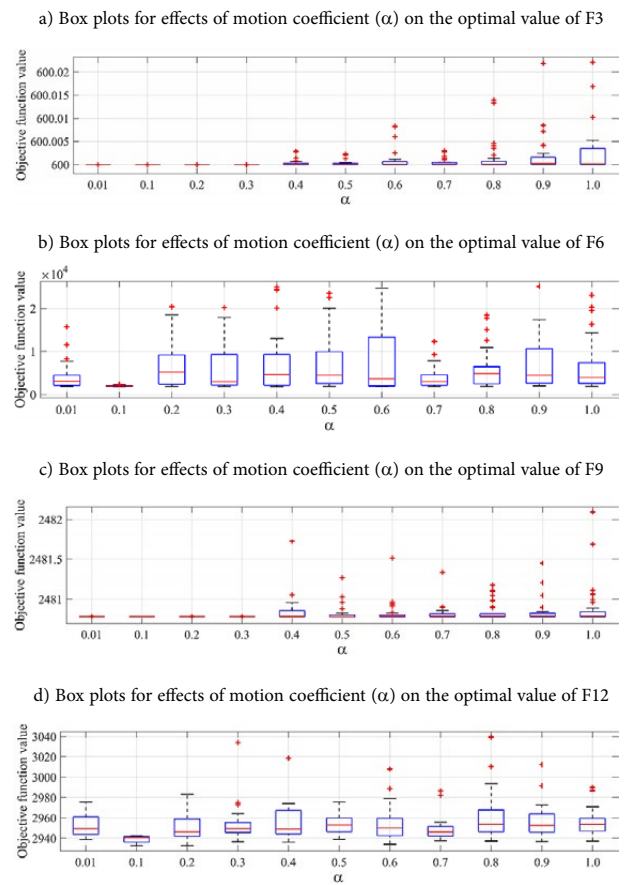 a) Box plots for effects of motion coefficient (α) on the optimal value of F3
Objective function value
600.02
600.015
600.01
600.005
600
0.01 0.1 0.2 0.3 0.4 0.5 0.6 0.7 0.8 0.9 1.0
α
b) Box plots for effects of motion coefficient (α) on the optimal value of F6
Objective function value
×10⁴
2
1
0
0.01 0.1 0.2 0.3 0.4 0.5 0.6 0.7 0.8 0.9 1.0
α
c) Box plots for effects of motion coefficient (α) on the optimal value of F9
Objective function value
2482
2481.5
2481
0.01 0.1 0.2 0.3 0.4 0.5 0.6 0.7 0.8 0.9 1.0
α
d) Box plots for effects of motion coefficient (α) on the optimal value of F12
Objective function value
3040
3000
2960
2940
0.01 0.1 0.2 0.3 0.4 0.5 0.6 0.7 0.8 0.9 1.0
α